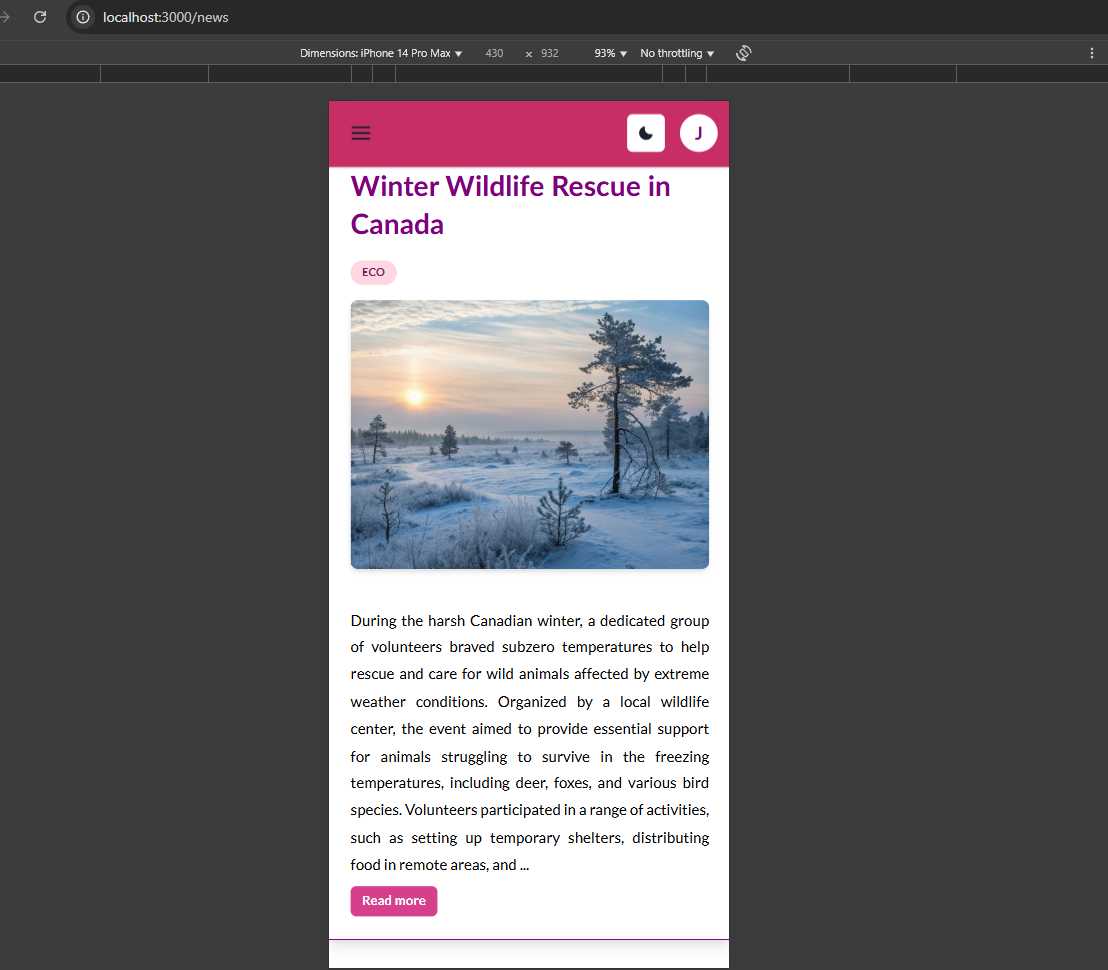 localhost:3000/news
Dimensions: iPhone 14 Pro Max ▼ 430 × 932 93% ▼ No throttling ▼
J
Winter Wildlife Rescue in
Canada
ECO
During the harsh Canadian winter, a dedicated group
of volunteers braved subzero temperatures to help
rescue and care for wild animals affected by extreme
weather conditions. Organized by a local wildlife
center, the event aimed to provide essential support
for animals struggling to survive in the freezing
temperatures, including deer, foxes, and various bird
species. Volunteers participated in a range of activities,
such as setting up temporary shelters, distributing
food in remote areas, and ...
Read more